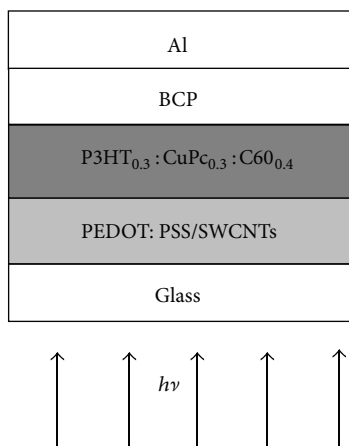 Al
BCP
P3HT₀.₃ : CuPc₀.₃ : C60₀.₄
PEDOT: PSS/SWCNTs
Glass
hν